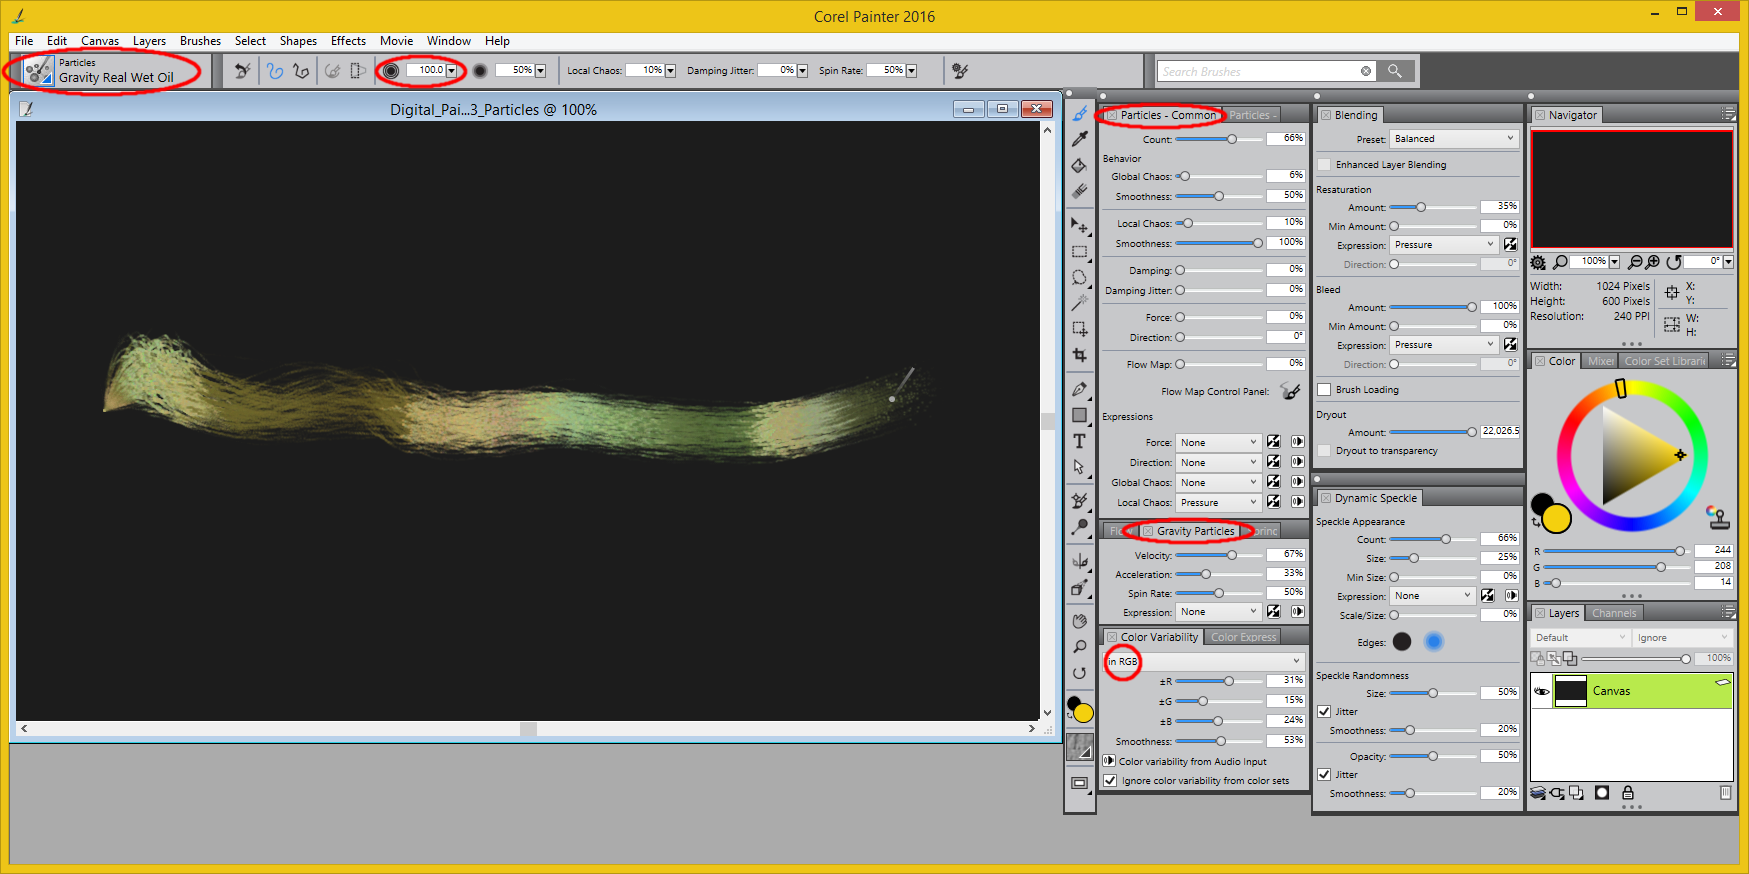 Corel Painter 2016
File Edit Canvas Layers Brushes Select Shapes Effects Movie Window Help
Particles
Gravity Real Wet Oil
100.0 50% Local Chaos: 10% Damping Jitter: 0% Spin Rate: 50%
Search Brushes
Digital_Pai...3_Particles @ 100%
Particles - Common Particles -
Count: 66%
Behavior
Global Chaos: 6%
Smoothness: 50%
Local Chaos: 10%
Smoothness: 100%
Damping: 0%
Damping Jitter: 0%
Force: 0%
Direction: 0°
Flow Map: 0%
Flow Map Control Panel:
Expressions
Force: None
Direction: None
Global Chaos: None
Local Chaos: Pressure
Gravity Particles
Velocity: 67%
Acceleration: 33%
Spin Rate: 50%
Expression: None
Color Variability Color Express
in RGB
±R 31%
±G 15%
±B 24%
Smoothness: 53%
Color variability from Audio Input
Ignore color variability from color sets
Blending
Preset: Balanced
Enhanced Layer Blending
Resaturation
Amount: 35%
Min Amount: 0%
Expression: Pressure
Direction: 0°
Bleed
Amount: 100%
Min Amount: 0%
Expression: Pressure
Direction: 0°
Brush Loading
Dryout
Amount: 22,026.5
Dryout to transparency
Dynamic Speckle
Speckle Appearance
Count: 66%
Size: 25%
Min Size: 0%
Expression: None
Scale/Size: 0%
Edges:
Speckle Randomness
Size: 50%
Jitter
Smoothness: 20%
Opacity: 50%
Jitter
Smoothness: 20%
Navigator
100% 0°
Width: 1024 Pixels X:
Height: 600 Pixels Y:
Resolution: 240 PPI W:
H:
Color Mixer Color Set Librari
R 244
G 208
B 14
Layers Channels
Default Ignore
100%
Canvas